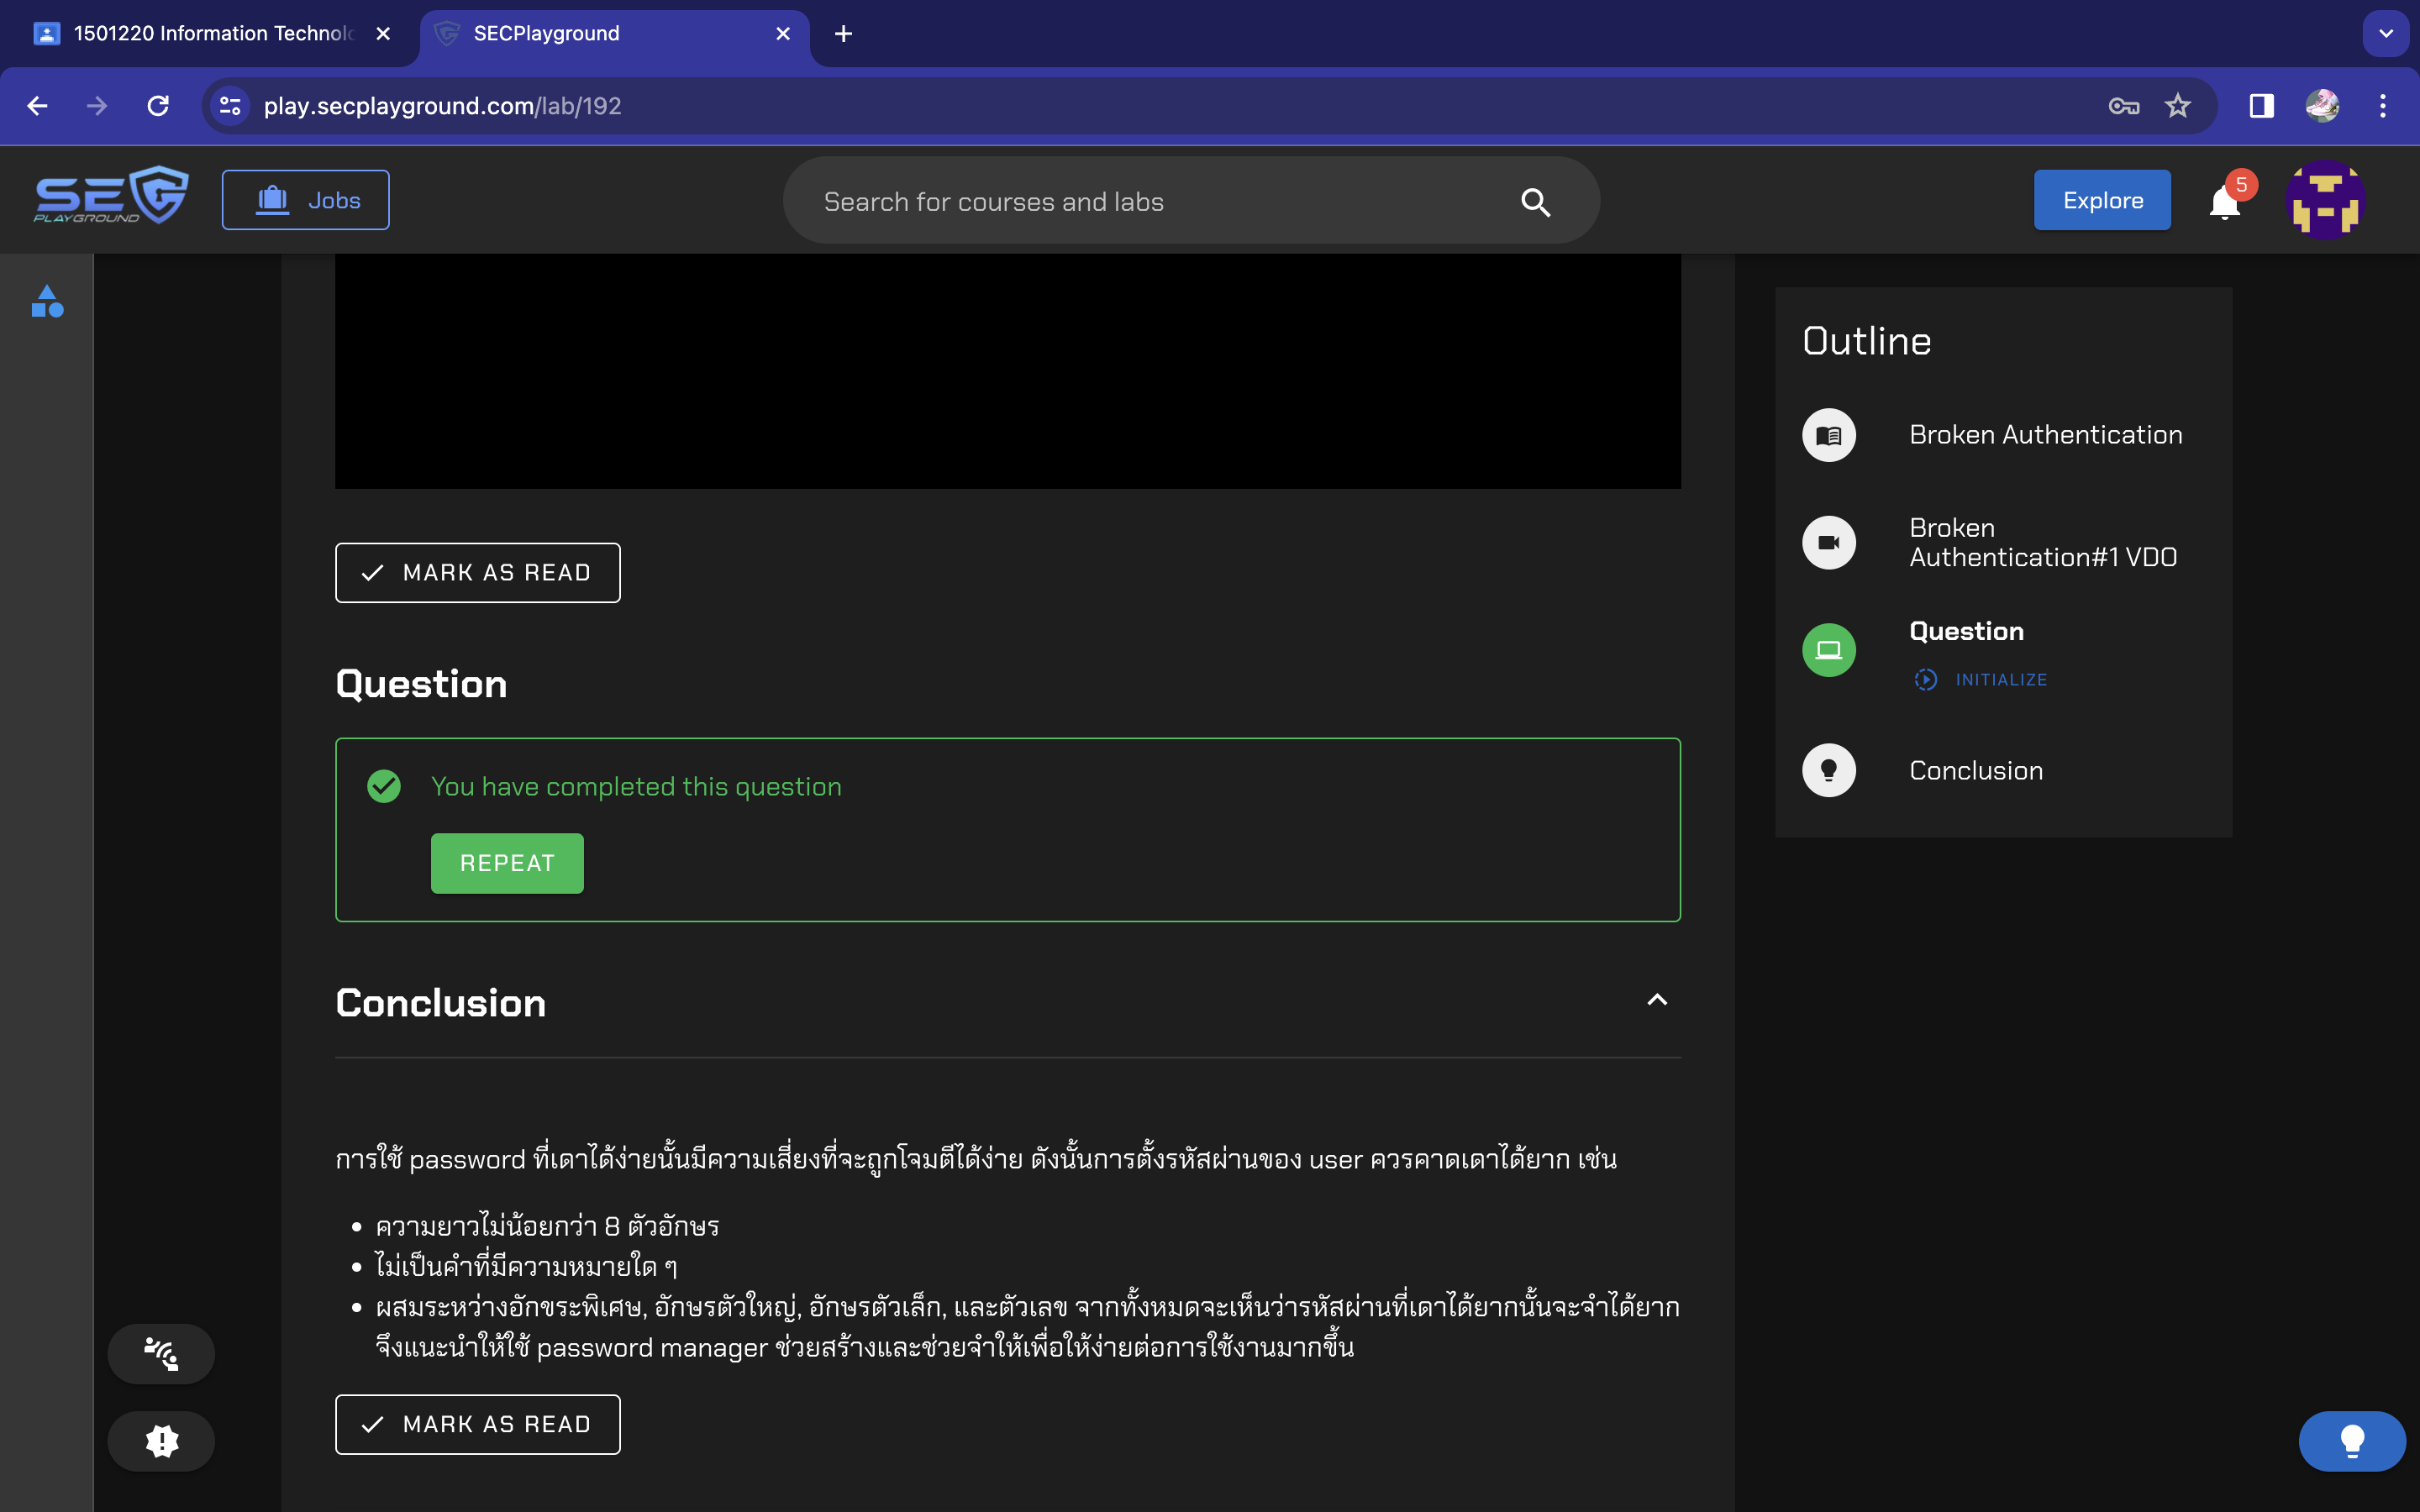 1501220 Information Technolo
SECPlayground
play.secplayground.com/lab/192
SEC
PLAYGROUND
Jobs
Search for courses and labs
Explore
5
MARK AS READ
Question
You have completed this question
REPEAT
Conclusion
การใช้ password ที่เดาได้ง่ายนั้นมีความเสี่ยงที่จะถูกโจมตีได้ง่าย ดังนั้นการตั้งรหัสผ่านของ user ควรคาดเดาได้ยาก เช่น
ความยาวไม่น้อยกว่า 8 ตัวอักษร
ไม่เป็นคำที่มีความหมายใด ๆ
ผสมระหว่างอักขระพิเศษ, อักษรตัวใหญ่, อักษรตัวเล็ก, และตัวเลข จากทั้งหมดจะเห็นว่ารหัสผ่านที่เดาได้ยากนั้นจะจำได้ยาก
จึงแนะนำให้ใช้ password manager ช่วยสร้างและช่วยจำให้เพื่อให้ง่ายต่อการใช้งานมากขึ้น
MARK AS READ
Outline
Broken Authentication
Broken
Authentication#1 VDO
Question
INITIALIZE
Conclusion